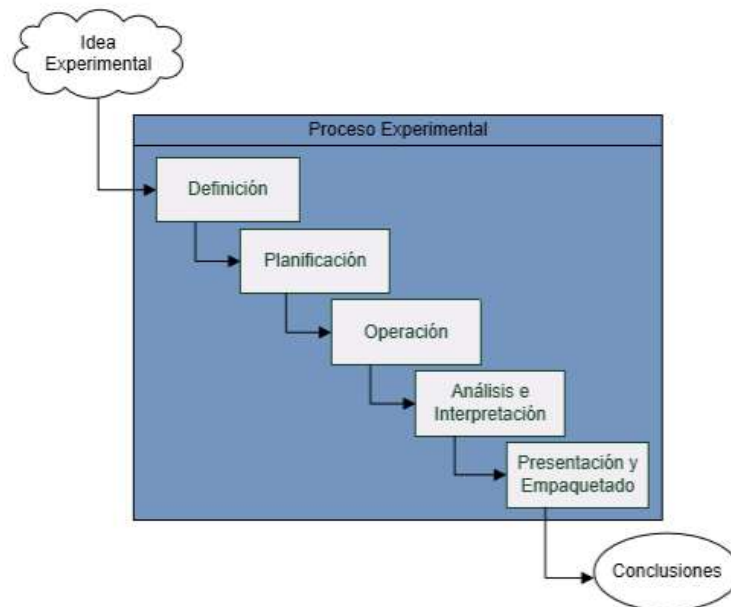 Idea
Experimental
Proceso Experimental
Definición
Planificación
Operación
Análisis e
Interpretación
Presentación y
Empaquetado
Conclusiones